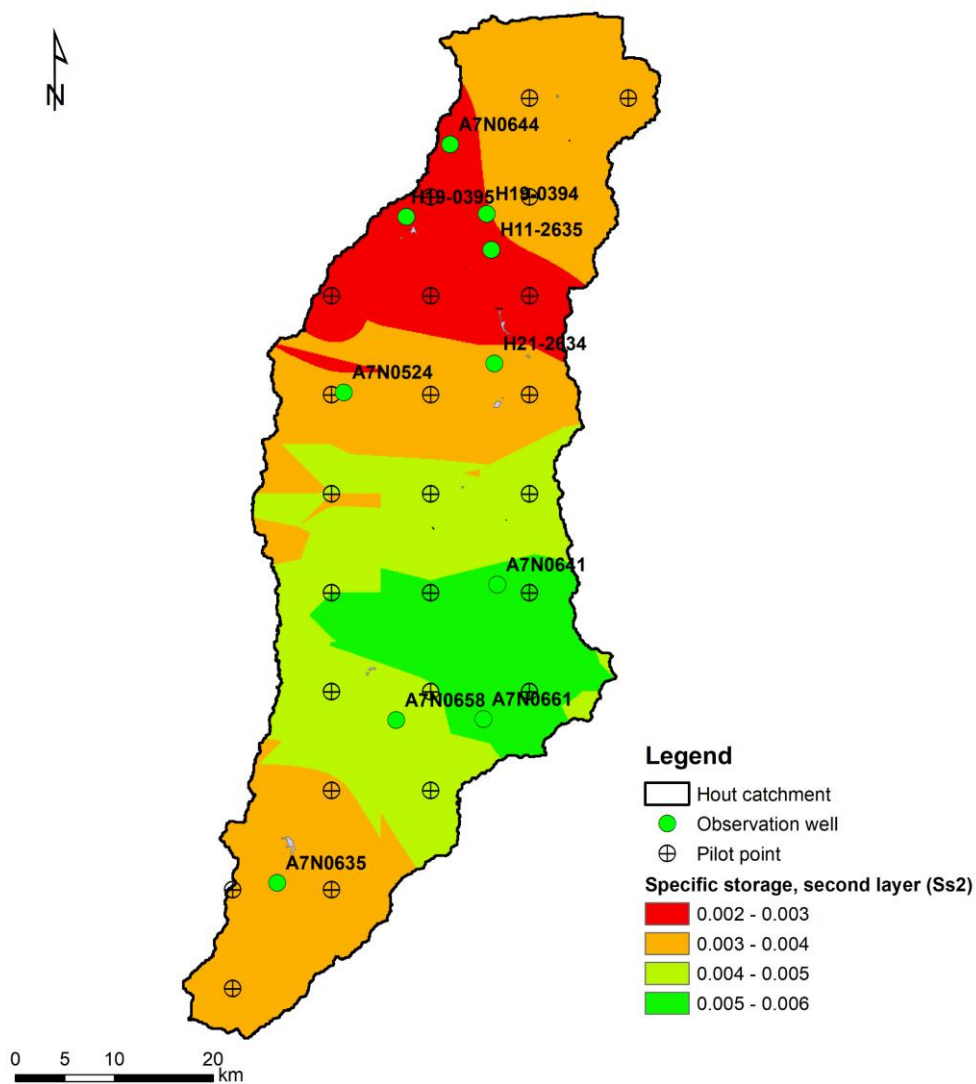 N
A7N0644
H19-0395
H19-0394
H11-2635
H21-2634
A7N0524
A7N0641
A7N0658
A7N0661
A7N0635
Legend
Hout catchment
Observation well
Pilot point
Specific storage, second layer (Ss2)
0.002 - 0.003
0.003 - 0.004
0.004 - 0.005
0.005 - 0.006
0 5 10 20
km